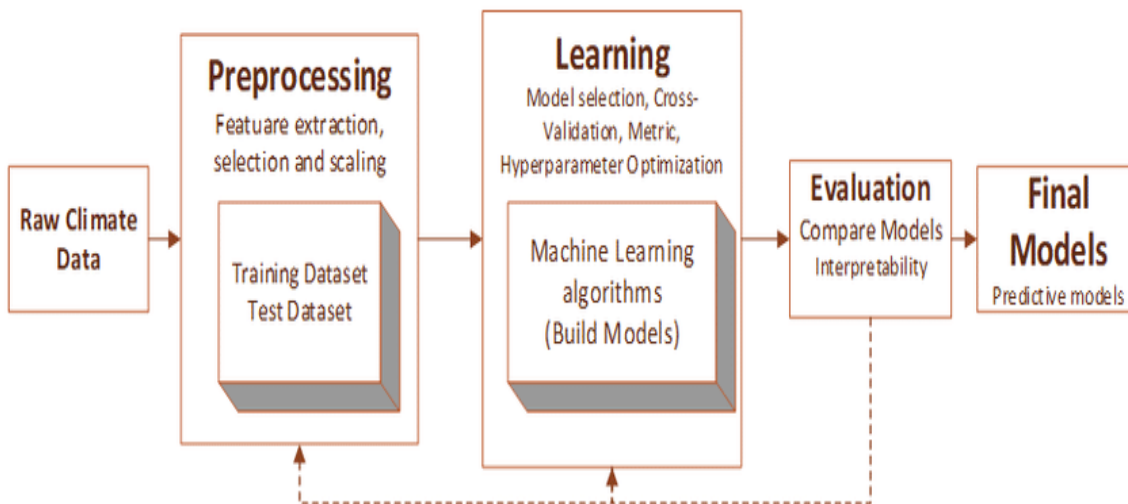 Raw Climate
Data
Preprocessing
Featuare extraction,
selection and scaling
Training Dataset
Test Dataset
Learning
Model selection, Cross-
Validation, Metric,
Hyperparameter Optimization
Machine Learning
algorithms
(Build Models)
Evaluation
Compare Models
Interpretability
Final
Models
Predictive models